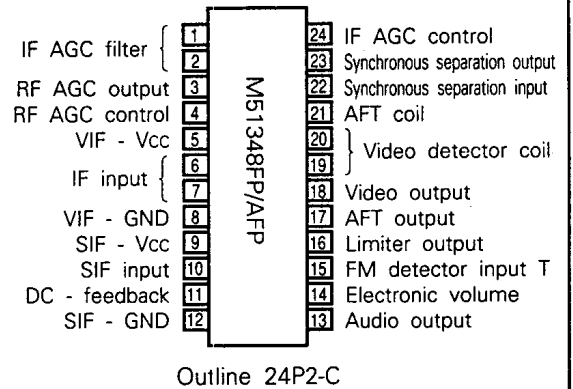 IF AGC filter
1
2
RF AGC output 3
RF AGC control 4
VIF - Vcc 5
IF input
6
7
VIF - GND 8
SIF - Vcc 9
SIF input 10
DC - feedback 11
SIF - GND 12
M51348FP/AFP
24 IF AGC control
23 Synchronous separation output
22 Synchronous separation input
21 AFT coil
20
19
Video detector coil
18 Video output
17 AFT output
16 Limiter output
15 FM detector input T
14 Electronic volume
13 Audio output
Outline 24P2-C